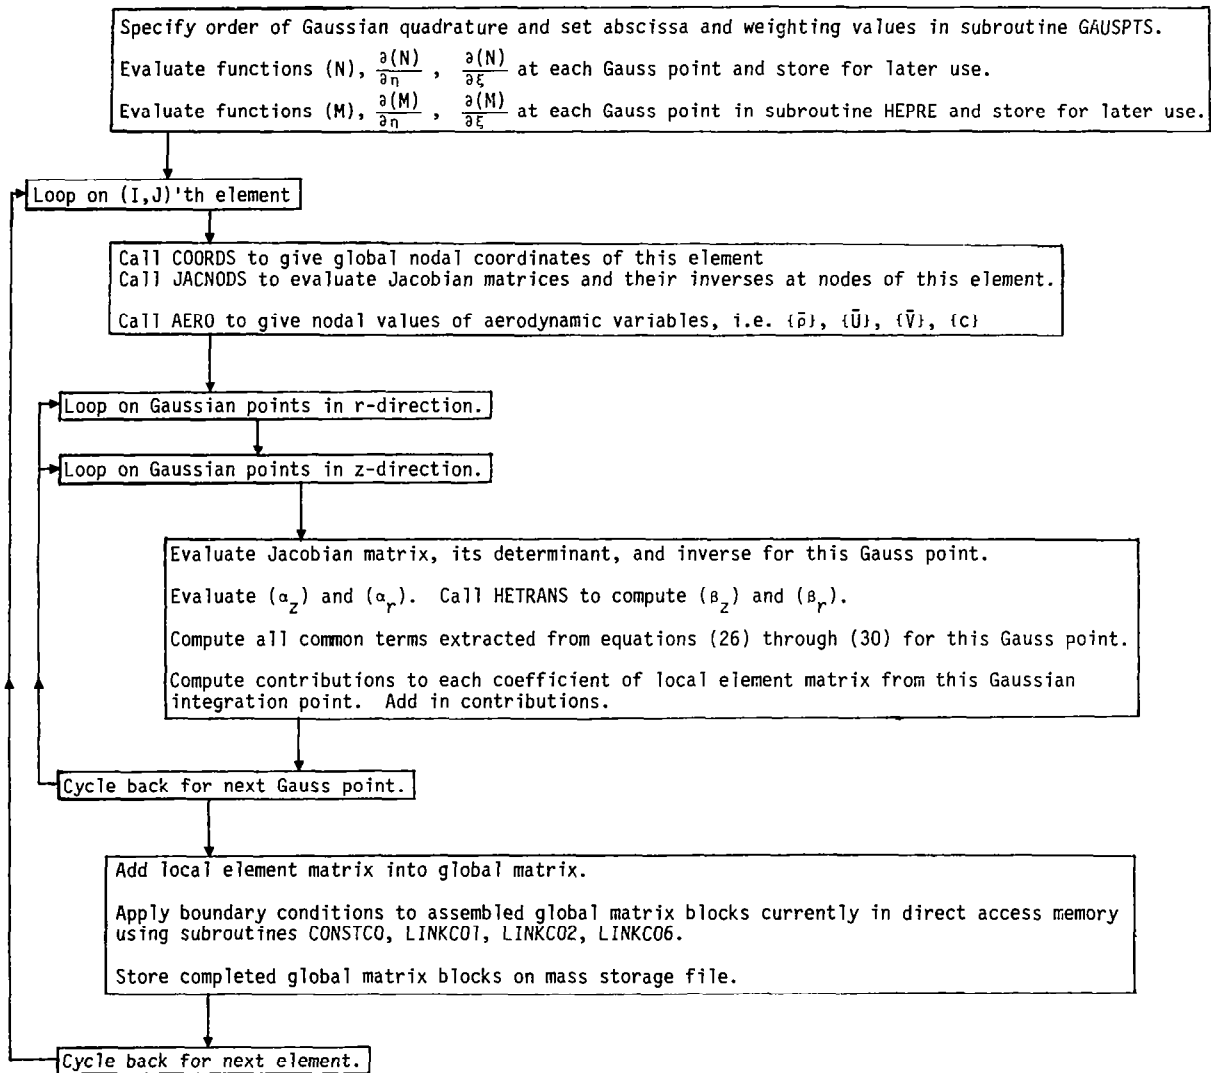 Specify order of Gaussian quadrature and set abscissa and weighting values in subroutine GAUSPTS.
Evaluate functions (N), ∂(N)/∂η , ∂(N)/∂ξ at each Gauss point and store for later use.
Evaluate functions (M), ∂(M)/∂η , ∂(M)/∂ξ at each Gauss point in subroutine HEPRE and store for later use.
Loop on (I,J)'th element
Call COORDS to give global nodal coordinates of this element
Call JACNODS to evaluate Jacobian matrices and their inverses at nodes of this element.
Call AERO to give nodal values of aerodynamic variables, i.e. {ρ̄}, {Ū}, {V̄}, {c}
Loop on Gaussian points in r-direction.
Loop on Gaussian points in z-direction.
Evaluate Jacobian matrix, its determinant, and inverse for this Gauss point.
Evaluate (α_z) and (α_r). Call HETRANS to compute (β_z) and (β_r).
Compute all common terms extracted from equations (26) through (30) for this Gauss point.
Compute contributions to each coefficient of local element matrix from this Gaussian
integration point. Add in contributions.
Cycle back for next Gauss point.
Add local element matrix into global matrix.
Apply boundary conditions to assembled global matrix blocks currently in direct access memory
using subroutines CONSTCO, LINKCO1, LINKCO2, LINKCO6.
Store completed global matrix blocks on mass storage file.
Cycle back for next element.